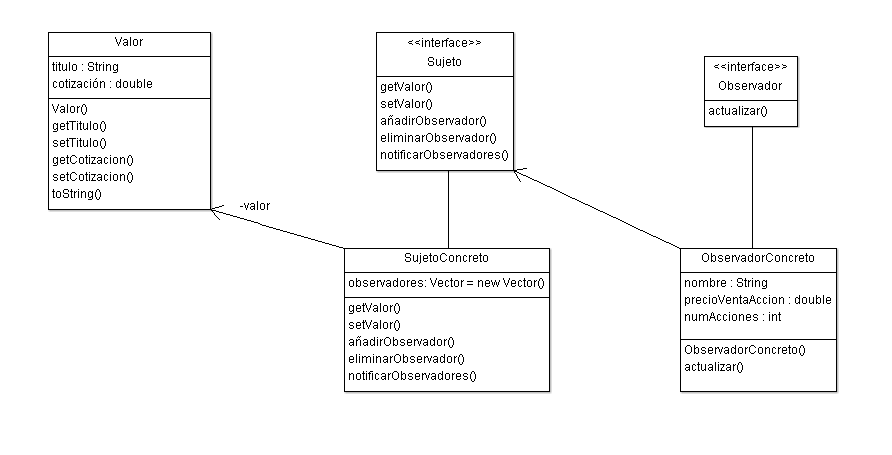 Valor
titulo : String
cotización : double
Valor()
getTitulo()
setTitulo()
getCotizacion()
setCotizacion()
toString()
<<interface>>
Sujeto
getValor()
setValor()
añadirObservador()
eliminarObservador()
notificarObservadores()
<<interface>>
Observador
actualizar()
-valor
SujetoConcreto
observadores: Vector = new Vector()
getValor()
setValor()
añadirObservador()
eliminarObservador()
notificarObservadores()
ObservadorConcreto
nombre : String
precioVentaAccion : double
numAcciones : int
ObservadorConcreto()
actualizar()